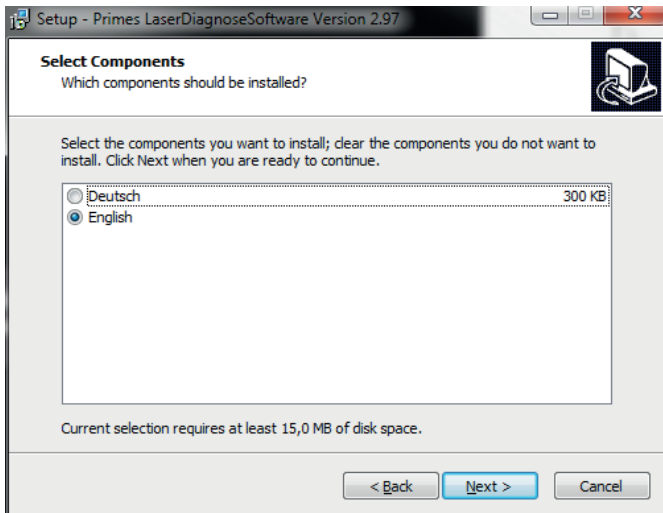 Setup - Primes LaserDiagnoseSoftware Version 2.97
Select Components
Which components should be installed?
Select the components you want to install; clear the components you do not want to
install. Click Next when you are ready to continue.
Deutsch 300 KB
English
Current selection requires at least 15,0 MB of disk space.
< Back Next > Cancel